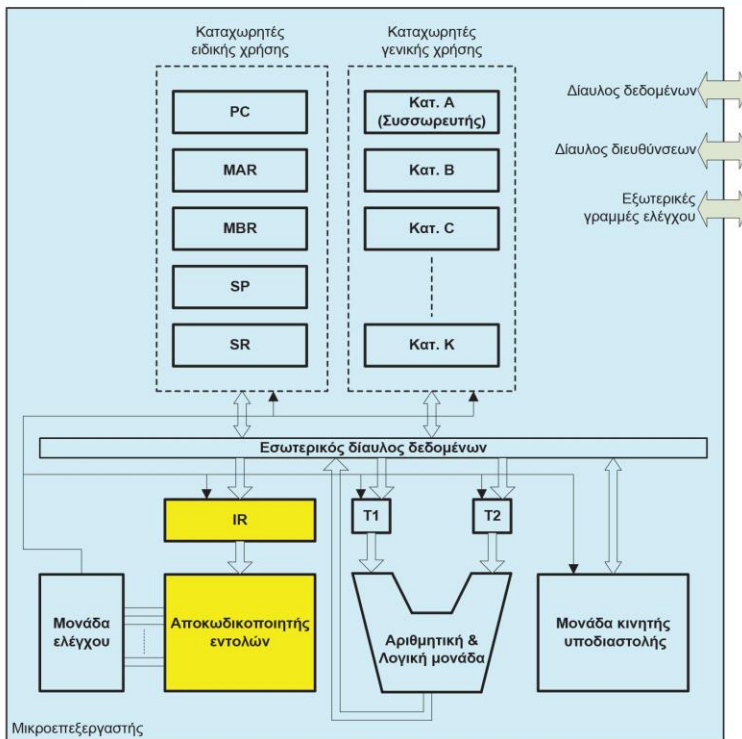 Καταχωρητές
ειδικής χρήσης
PC
MAR
MBR
SP
SR
Καταχωρητές
γενικής χρήσης
Κατ. A
(Συσσωρευτής)
Κατ. B
Κατ. C
Κατ. K
Δίαυλος δεδομένων
Δίαυλος διευθύνσεων
Εξωτερικές
γραμμές ελέγχου
Εσωτερικός δίαυλος δεδομένων
IR
T1
T2
Μονάδα
ελέγχου
Αποκωδικοποιητής
εντολών
Αριθμητική &
Λογική μονάδα
Μονάδα κινητής
υποδιαστολής
Μικροεπεξεργαστής